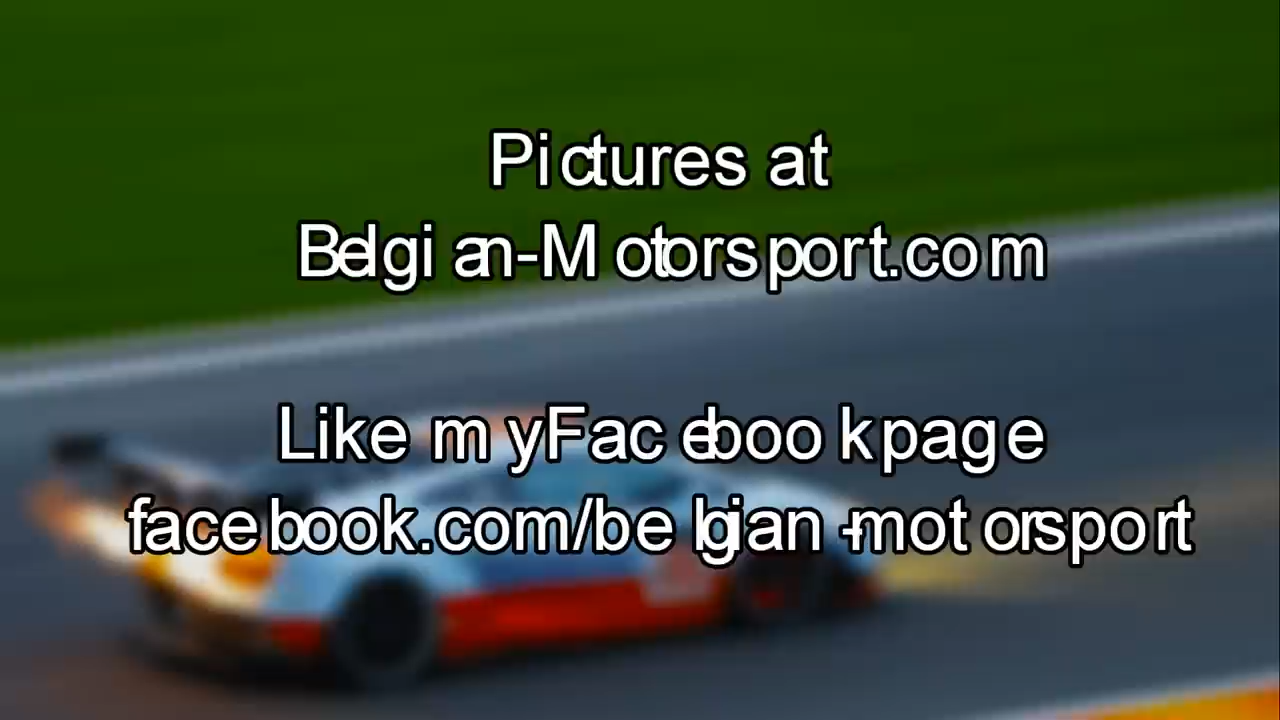 Pictures at
Belgian-Motorsport.com
Like my Facebook page
facebook.com/belgian-motorsport